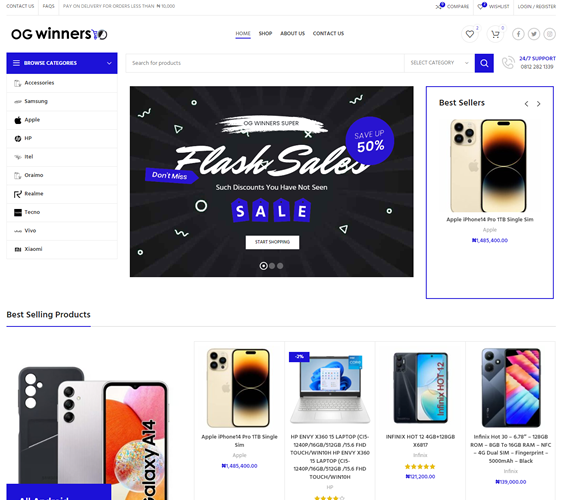 CONTACT US
FAQS
PAY ON DELIVERY FOR ORDERS LESS THAN ₦ 10,000
COMPARE 0
WISHLIST
LOGIN / REGISTER
OG winners
HOME
SHOP
ABOUT US
CONTACT US
BROWSE CATEGORIES
Search for products
SELECT CATEGORY
24/7 SUPPORT
0812 282 1339
Accessories
Samsung
Apple
HP
Itel
Oraimo
Realme
Tecno
Vivo
Xiaomi
OG WINNERS SUPER
SAVE UP
50%
Flash Sales
Don't Miss
Such Discounts You Have Not Seen
SALE
START SHOPPING
Best Sellers
Apple iPhone14 Pro 1TB Single Sim
Apple
₦1,485,400.00
Best Selling Products
Galaxy A14
Apple iPhone14 Pro 1TB Single
Sim
Apple
₦1,485,400.00
-2%
HP ENVY X360 15 LAPTOP (CI5-
1240P/16GB/512GB /15.6 FHD
TOUCH/WIN10H HP ENVY X360
15 LAPTOP (CI5-
1240P/16GB/512GB /15.6 FHD
TOUCH/WIN10H
HP
Infinix HOT 12
INFINIX HOT 12 4GB+128GB
X6817
Infinix
₦121,200.00
Infinix Hot 30 – 6.78" – 128GB
ROM – 8GB + 16GB RAM – NFC
– 4G Dual SIM – Fingerprint –
5000mAh – Black
Infinix
₦139,000.00